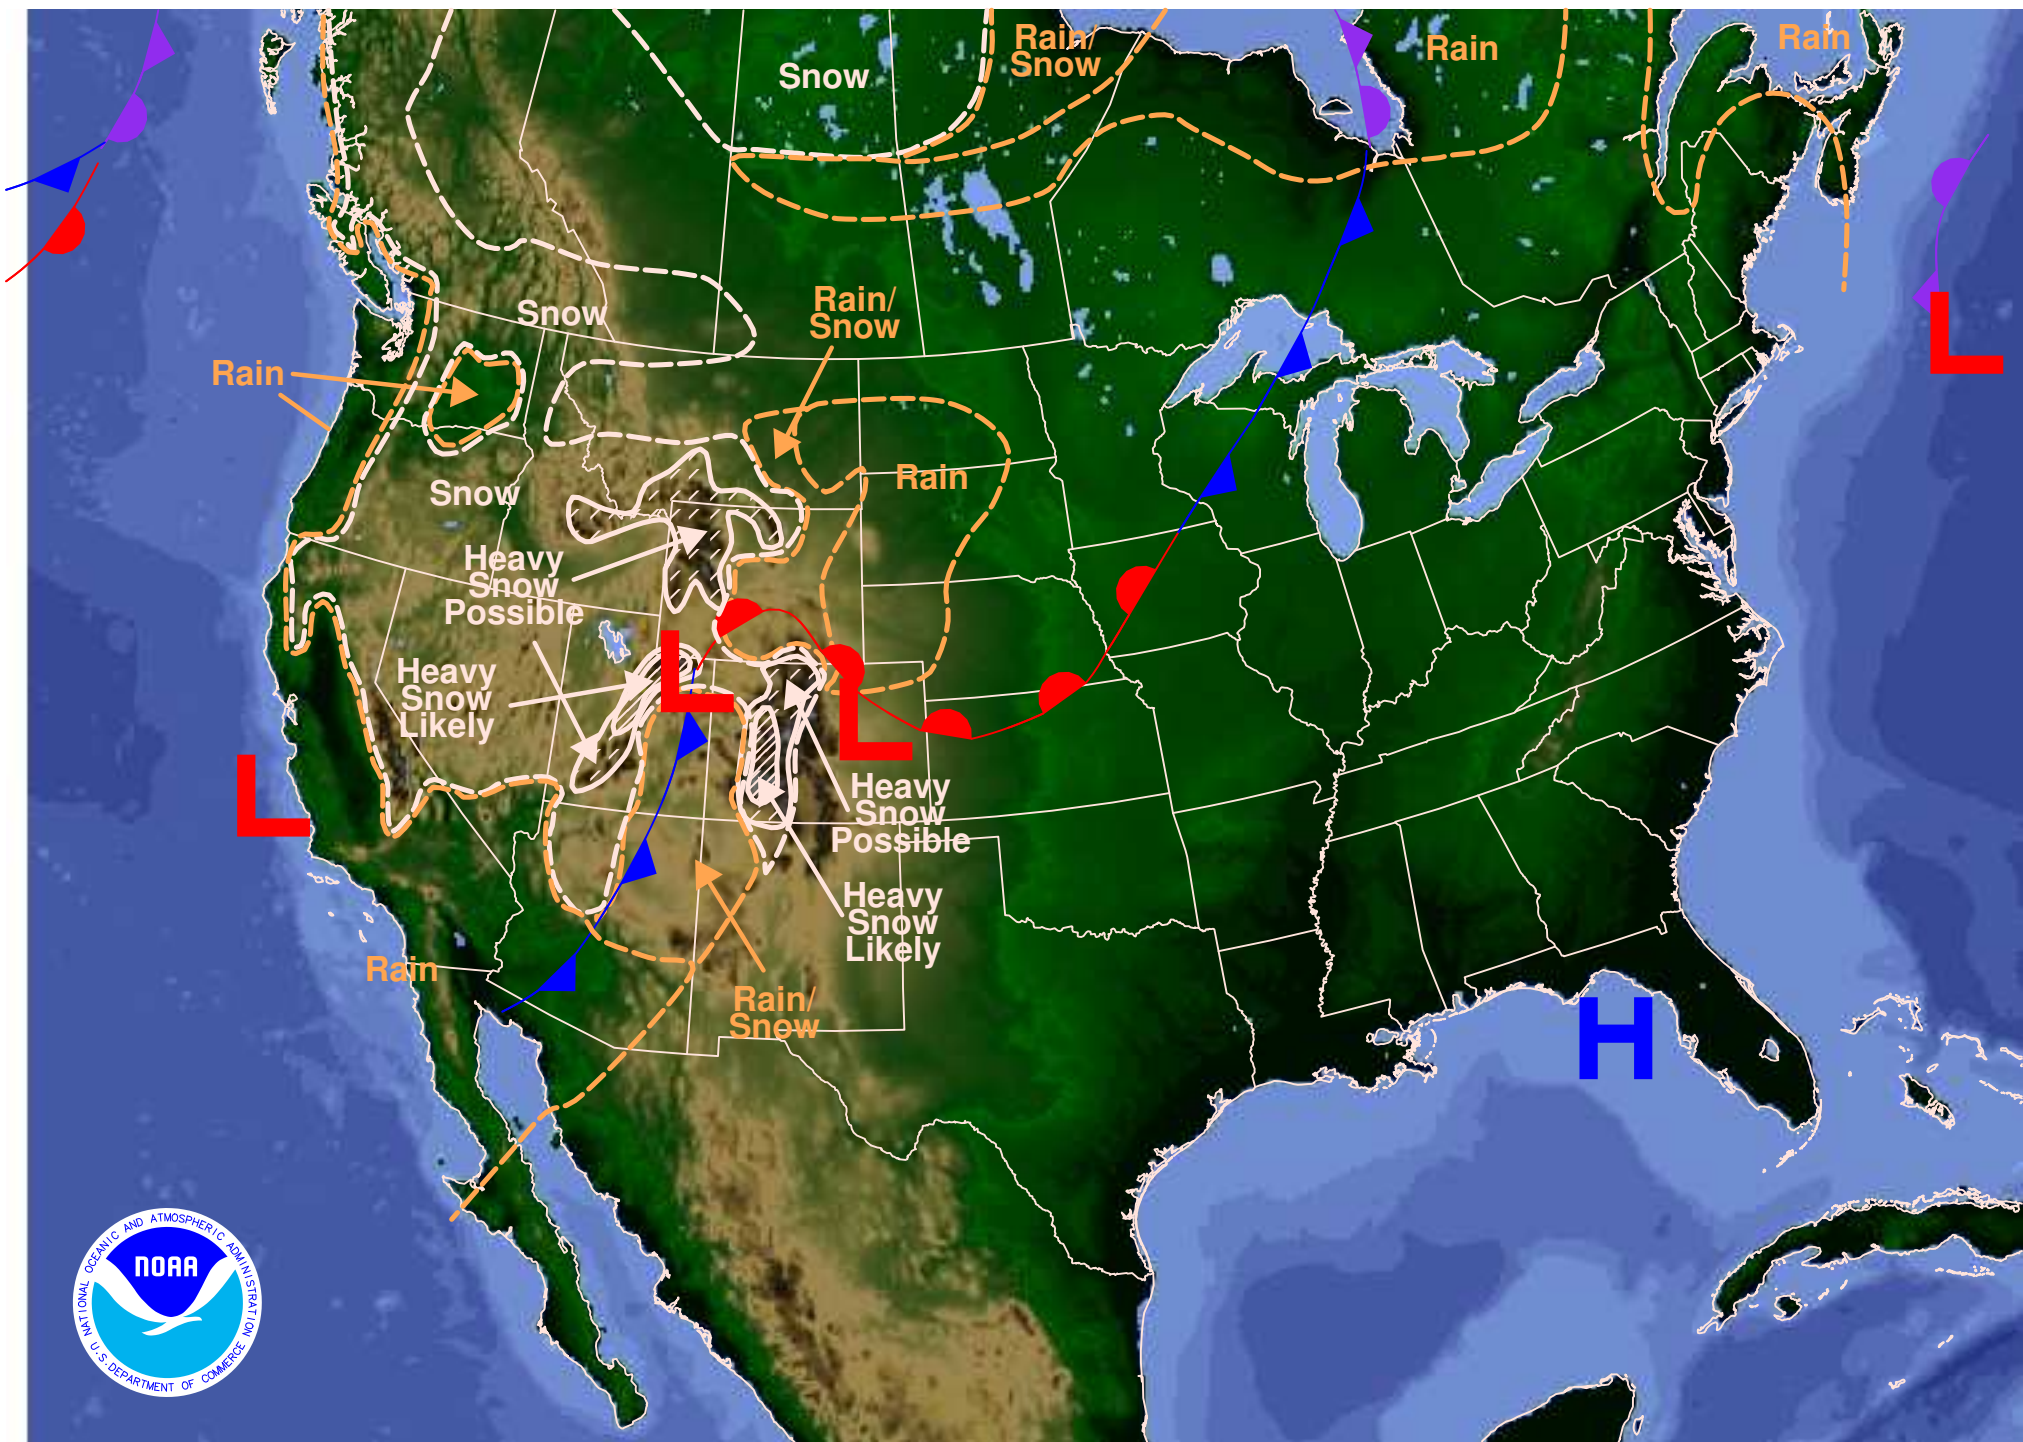 Rain/
Snow
Rain
Rain
Snow
Rain/
Snow
Snow
Rain
Rain
Snow
Heavy
Snow
Possible
Heavy
Snow
Likely
L
L
L
L
Heavy
Snow
Possible
Heavy
Snow
Likely
Rain
Rain/
Snow
H
NATIONAL OCEANIC AND ATMOSPHERIC ADMINISTRATION
NOAA
U.S. DEPARTMENT OF COMMERCE